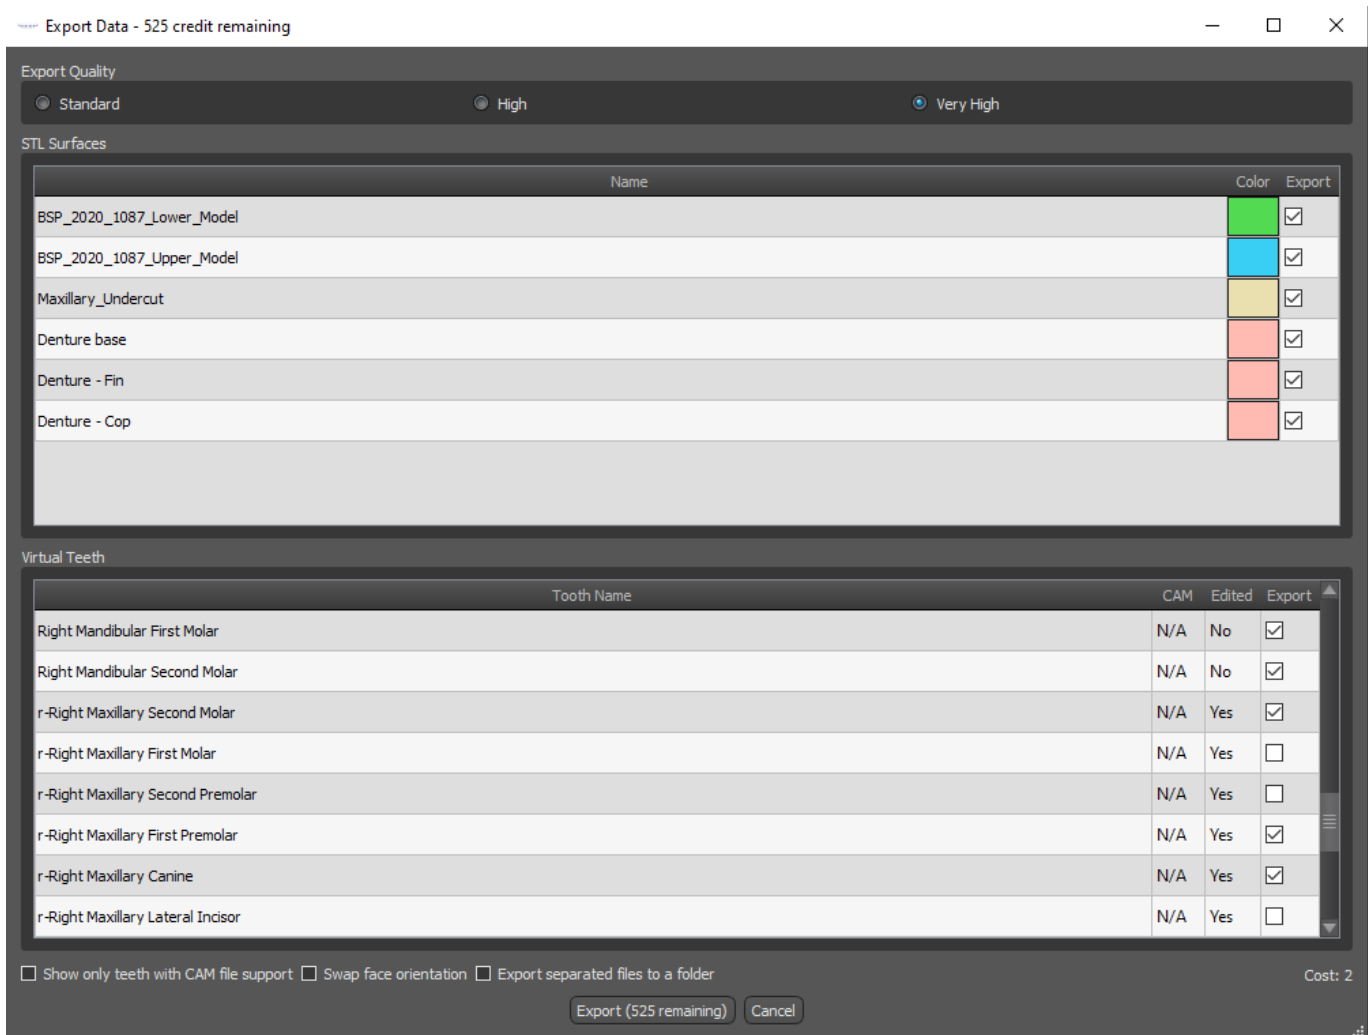 Export Data - 525 credit remaining
Export Quality
Standard High Very High
STL Surfaces
Name Color Export
BSP_2020_1087_Lower_Model
BSP_2020_1087_Upper_Model
Maxillary_Undercut
Denture base
Denture - Fin
Denture - Cop
Virtual Teeth
Tooth Name CAM Edited Export
Right Mandibular First Molar N/A No
Right Mandibular Second Molar N/A No
r-Right Maxillary Second Molar N/A Yes
r-Right Maxillary First Molar N/A Yes
r-Right Maxillary Second Premolar N/A Yes
r-Right Maxillary First Premolar N/A Yes
r-Right Maxillary Canine N/A Yes
r-Right Maxillary Lateral Incisor N/A Yes
Show only teeth with CAM file support Swap face orientation Export separated files to a folder Cost: 2
Export (525 remaining) Cancel